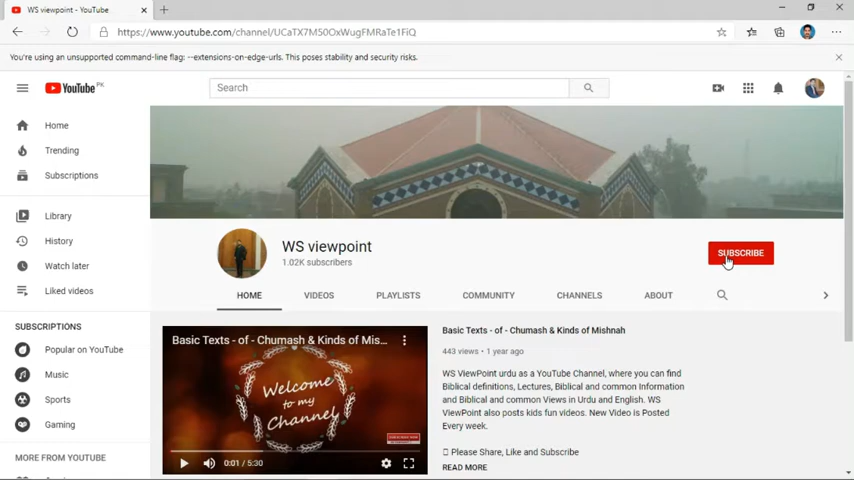 WS viewpoint - YouTube
https://www.youtube.com/channel/UCaTX7M50OxWugFMRaTe1FiQ
You're using an unsupported command-line flag: --extensions-on-edge-urls. This poses stability and security risks.
YouTube PK
Search
Home
Trending
Subscriptions
Library
History
Watch later
Liked videos
SUBSCRIPTIONS
Popular on YouTube
Music
Sports
Gaming
MORE FROM YOUTUBE
WS viewpoint
1.02K subscribers
SUBSCRIBE
HOME VIDEOS PLAYLISTS COMMUNITY CHANNELS ABOUT
Basic Texts - of - Chumash & Kinds of Mis...
Welcome
to my
Channel
0:01 / 5:30
Basic Texts - of - Chumash & Kinds of Mishnah
443 views • 1 year ago
WS ViewPoint urdu as a YouTube Channel, where you can find
Biblical definitions, Lectures, Biblical and common Information
and Biblical and common Views in Urdu and English. WS
ViewPoint also posts kids fun videos. New Video is Posted
Every week.
Please Share, Like and Subscribe
READ MORE